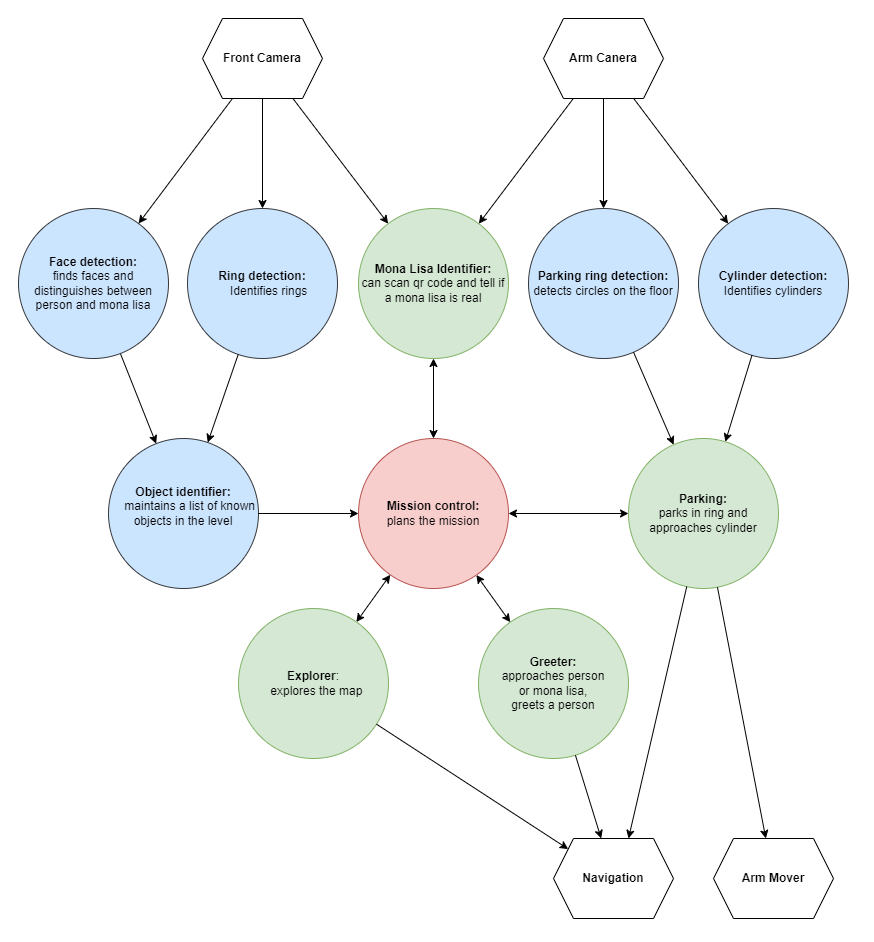 Front Camera
Arm Canera
Face detection:
finds faces and
distinguishes between
person and mona lisa
Ring detection:
Identifies rings
Mona Lisa Identifier:
can scan qr code and tell if
a mona lisa is real
Parking ring detection:
detects circles on the floor
Cylinder detection:
Identifies cylinders
Object identifier:
maintains a list of known
objects in the level
Mission control:
plans the mission
Parking:
parks in ring and
approaches cylinder
Explorer:
explores the map
Greeter:
approaches person
or mona lisa,
greets a person
Navigation
Arm Mover